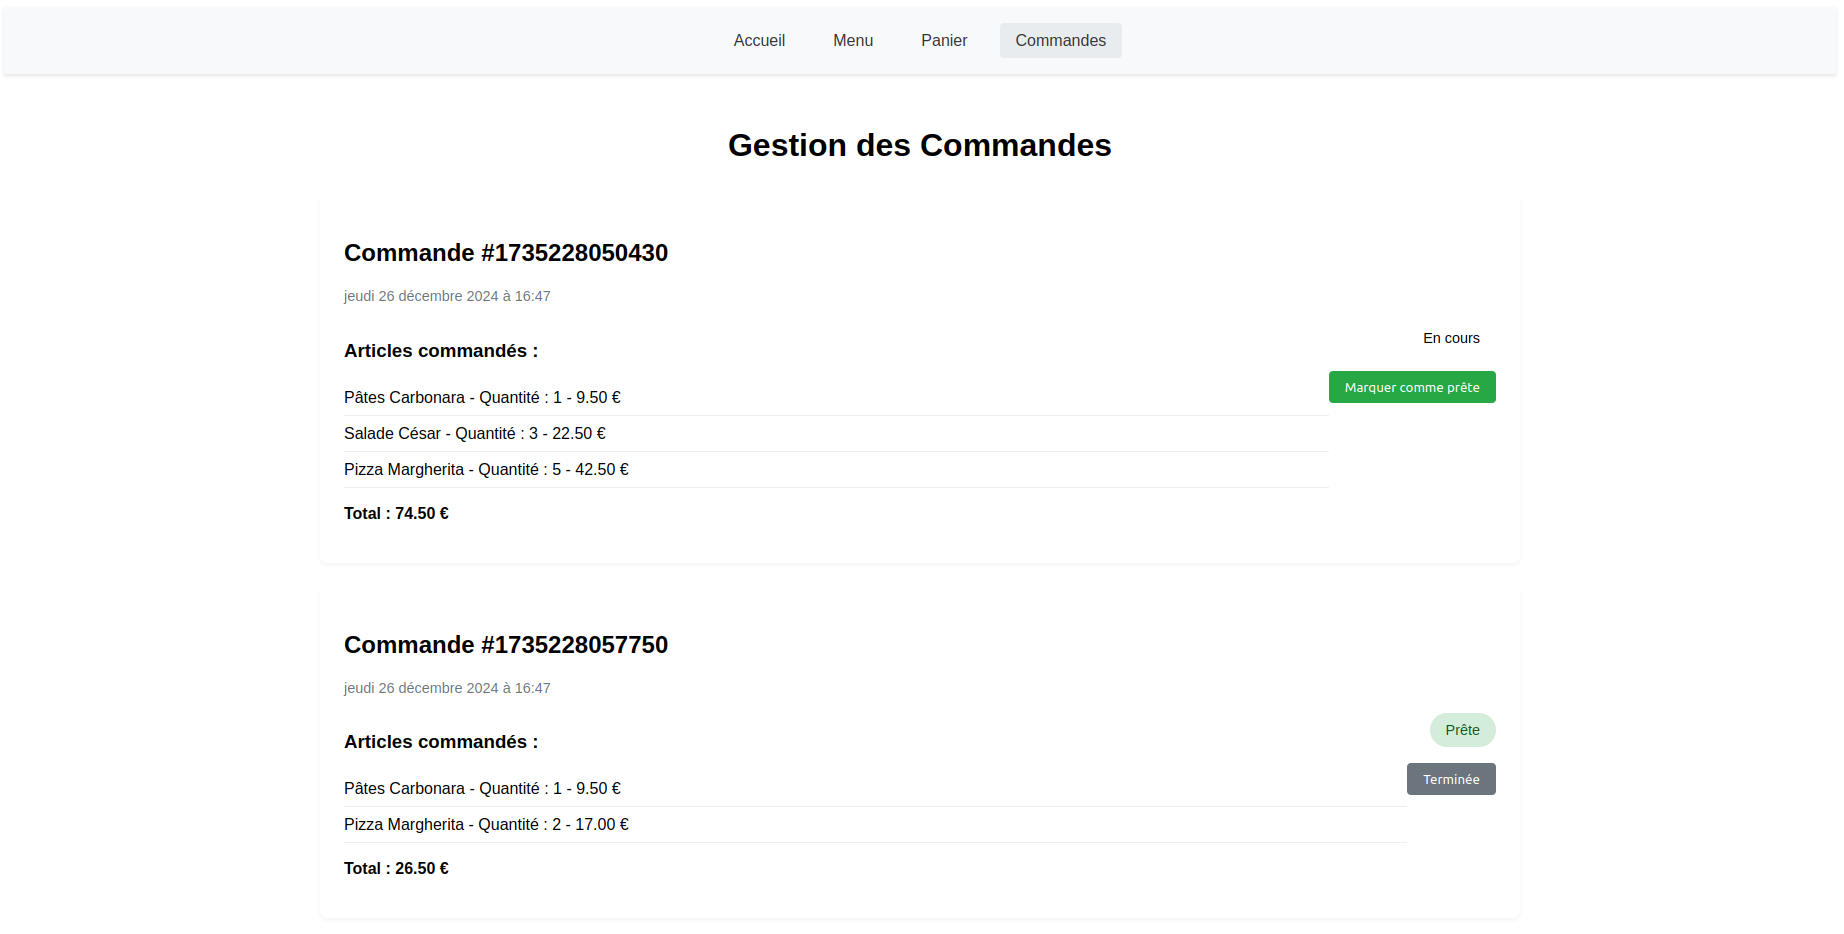 Accueil Menu Panier Commandes
Gestion des Commandes
Commande #1735228050430
jeudi 26 décembre 2024 à 16:47
En cours
Articles commandés :
Marquer comme prête
Pâtes Carbonara - Quantité : 1 - 9.50 €
Salade César - Quantité : 3 - 22.50 €
Pizza Margherita - Quantité : 5 - 42.50 €
Total : 74.50 €
Commande #1735228057750
jeudi 26 décembre 2024 à 16:47
Prête
Articles commandés :
Terminée
Pâtes Carbonara - Quantité : 1 - 9.50 €
Pizza Margherita - Quantité : 2 - 17.00 €
Total : 26.50 €